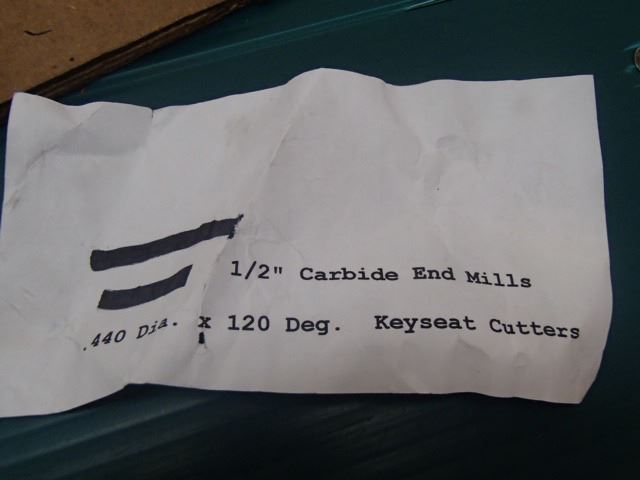 1/2" Carbide End Mills
.440 Dia. x 120 Deg. Keyseat Cutters